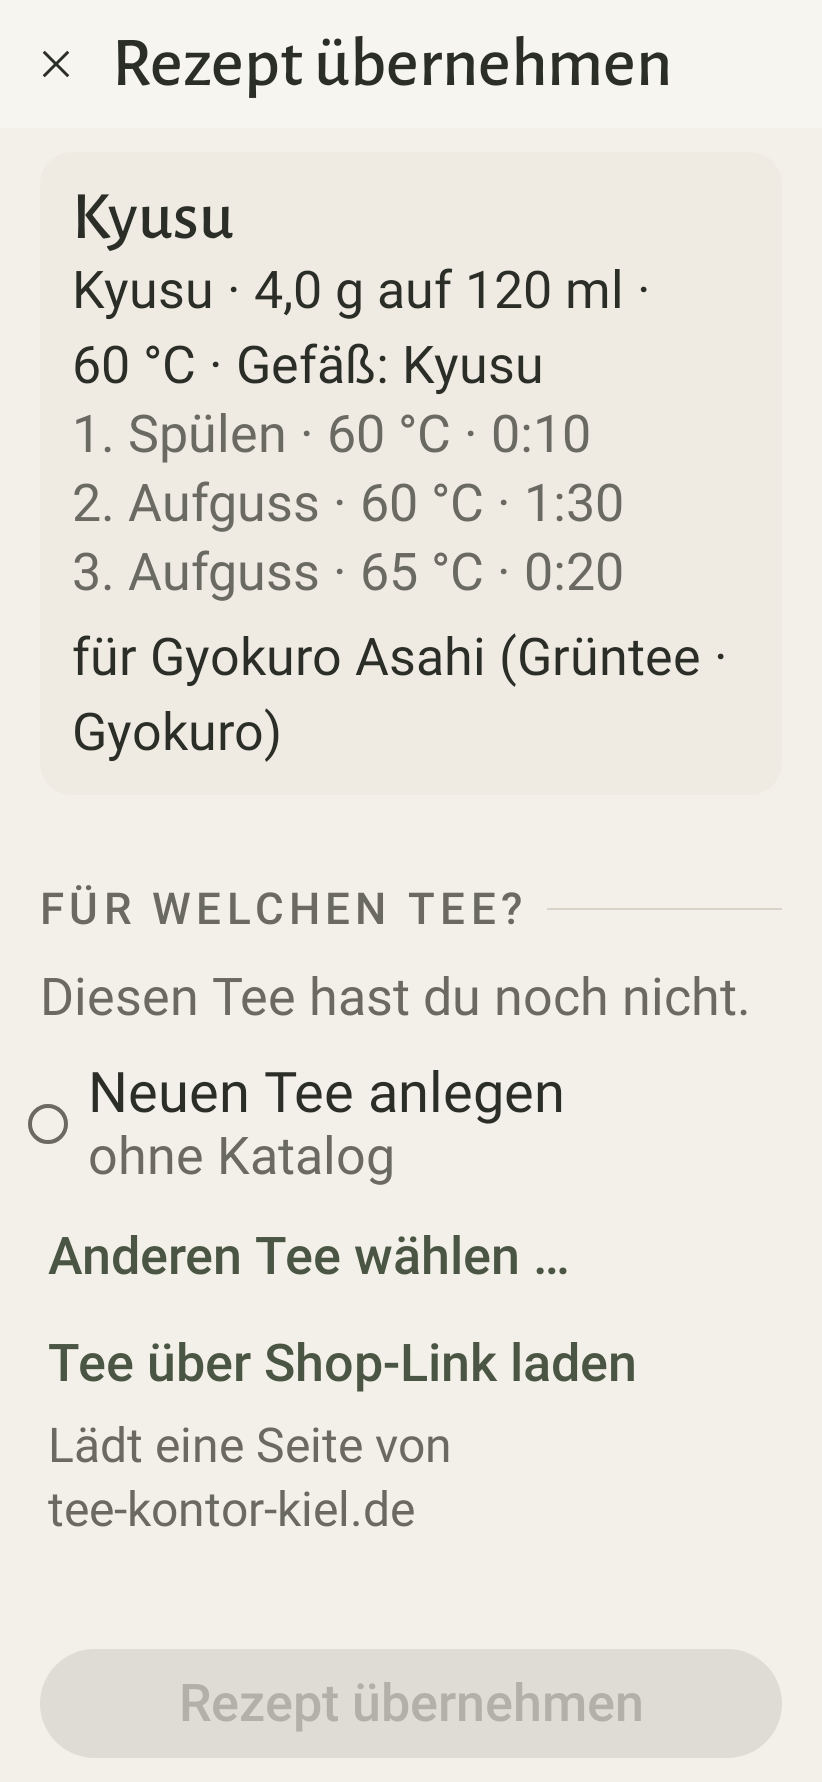 Rezept übernehmen
Kyusu
Kyusu · 4,0 g auf 120 ml ·
60 °C · Gefäß: Kyusu
1. Spülen · 60 °C · 0:10
2. Aufguss · 60 °C · 1:30
3. Aufguss · 65 °C · 0:20
für Gyokuro Asahi (Grüntee ·
Gyokuro)
FÜR WELCHEN TEE?
Diesen Tee hast du noch nicht.
Neuen Tee anlegen
ohne Katalog
Anderen Tee wählen …
Tee über Shop-Link laden
Lädt eine Seite von
tee-kontor-kiel.de
Rezept übernehmen